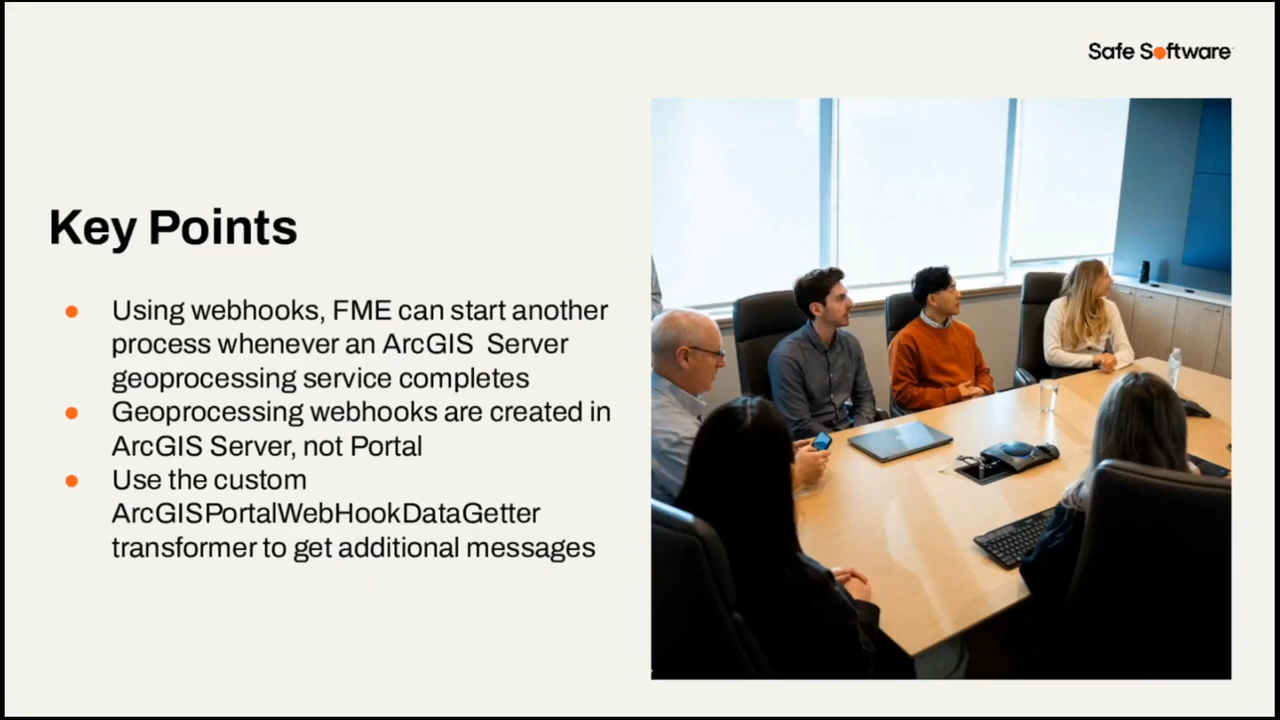 Safe Software
Key Points
● Using webhooks, FME can start another
process whenever an ArcGIS Server
geoprocessing service completes
● Geoprocessing webhooks are created in
ArcGIS Server, not Portal
● Use the custom
ArcGISPortalWebHookDataGetter
transformer to get additional messages